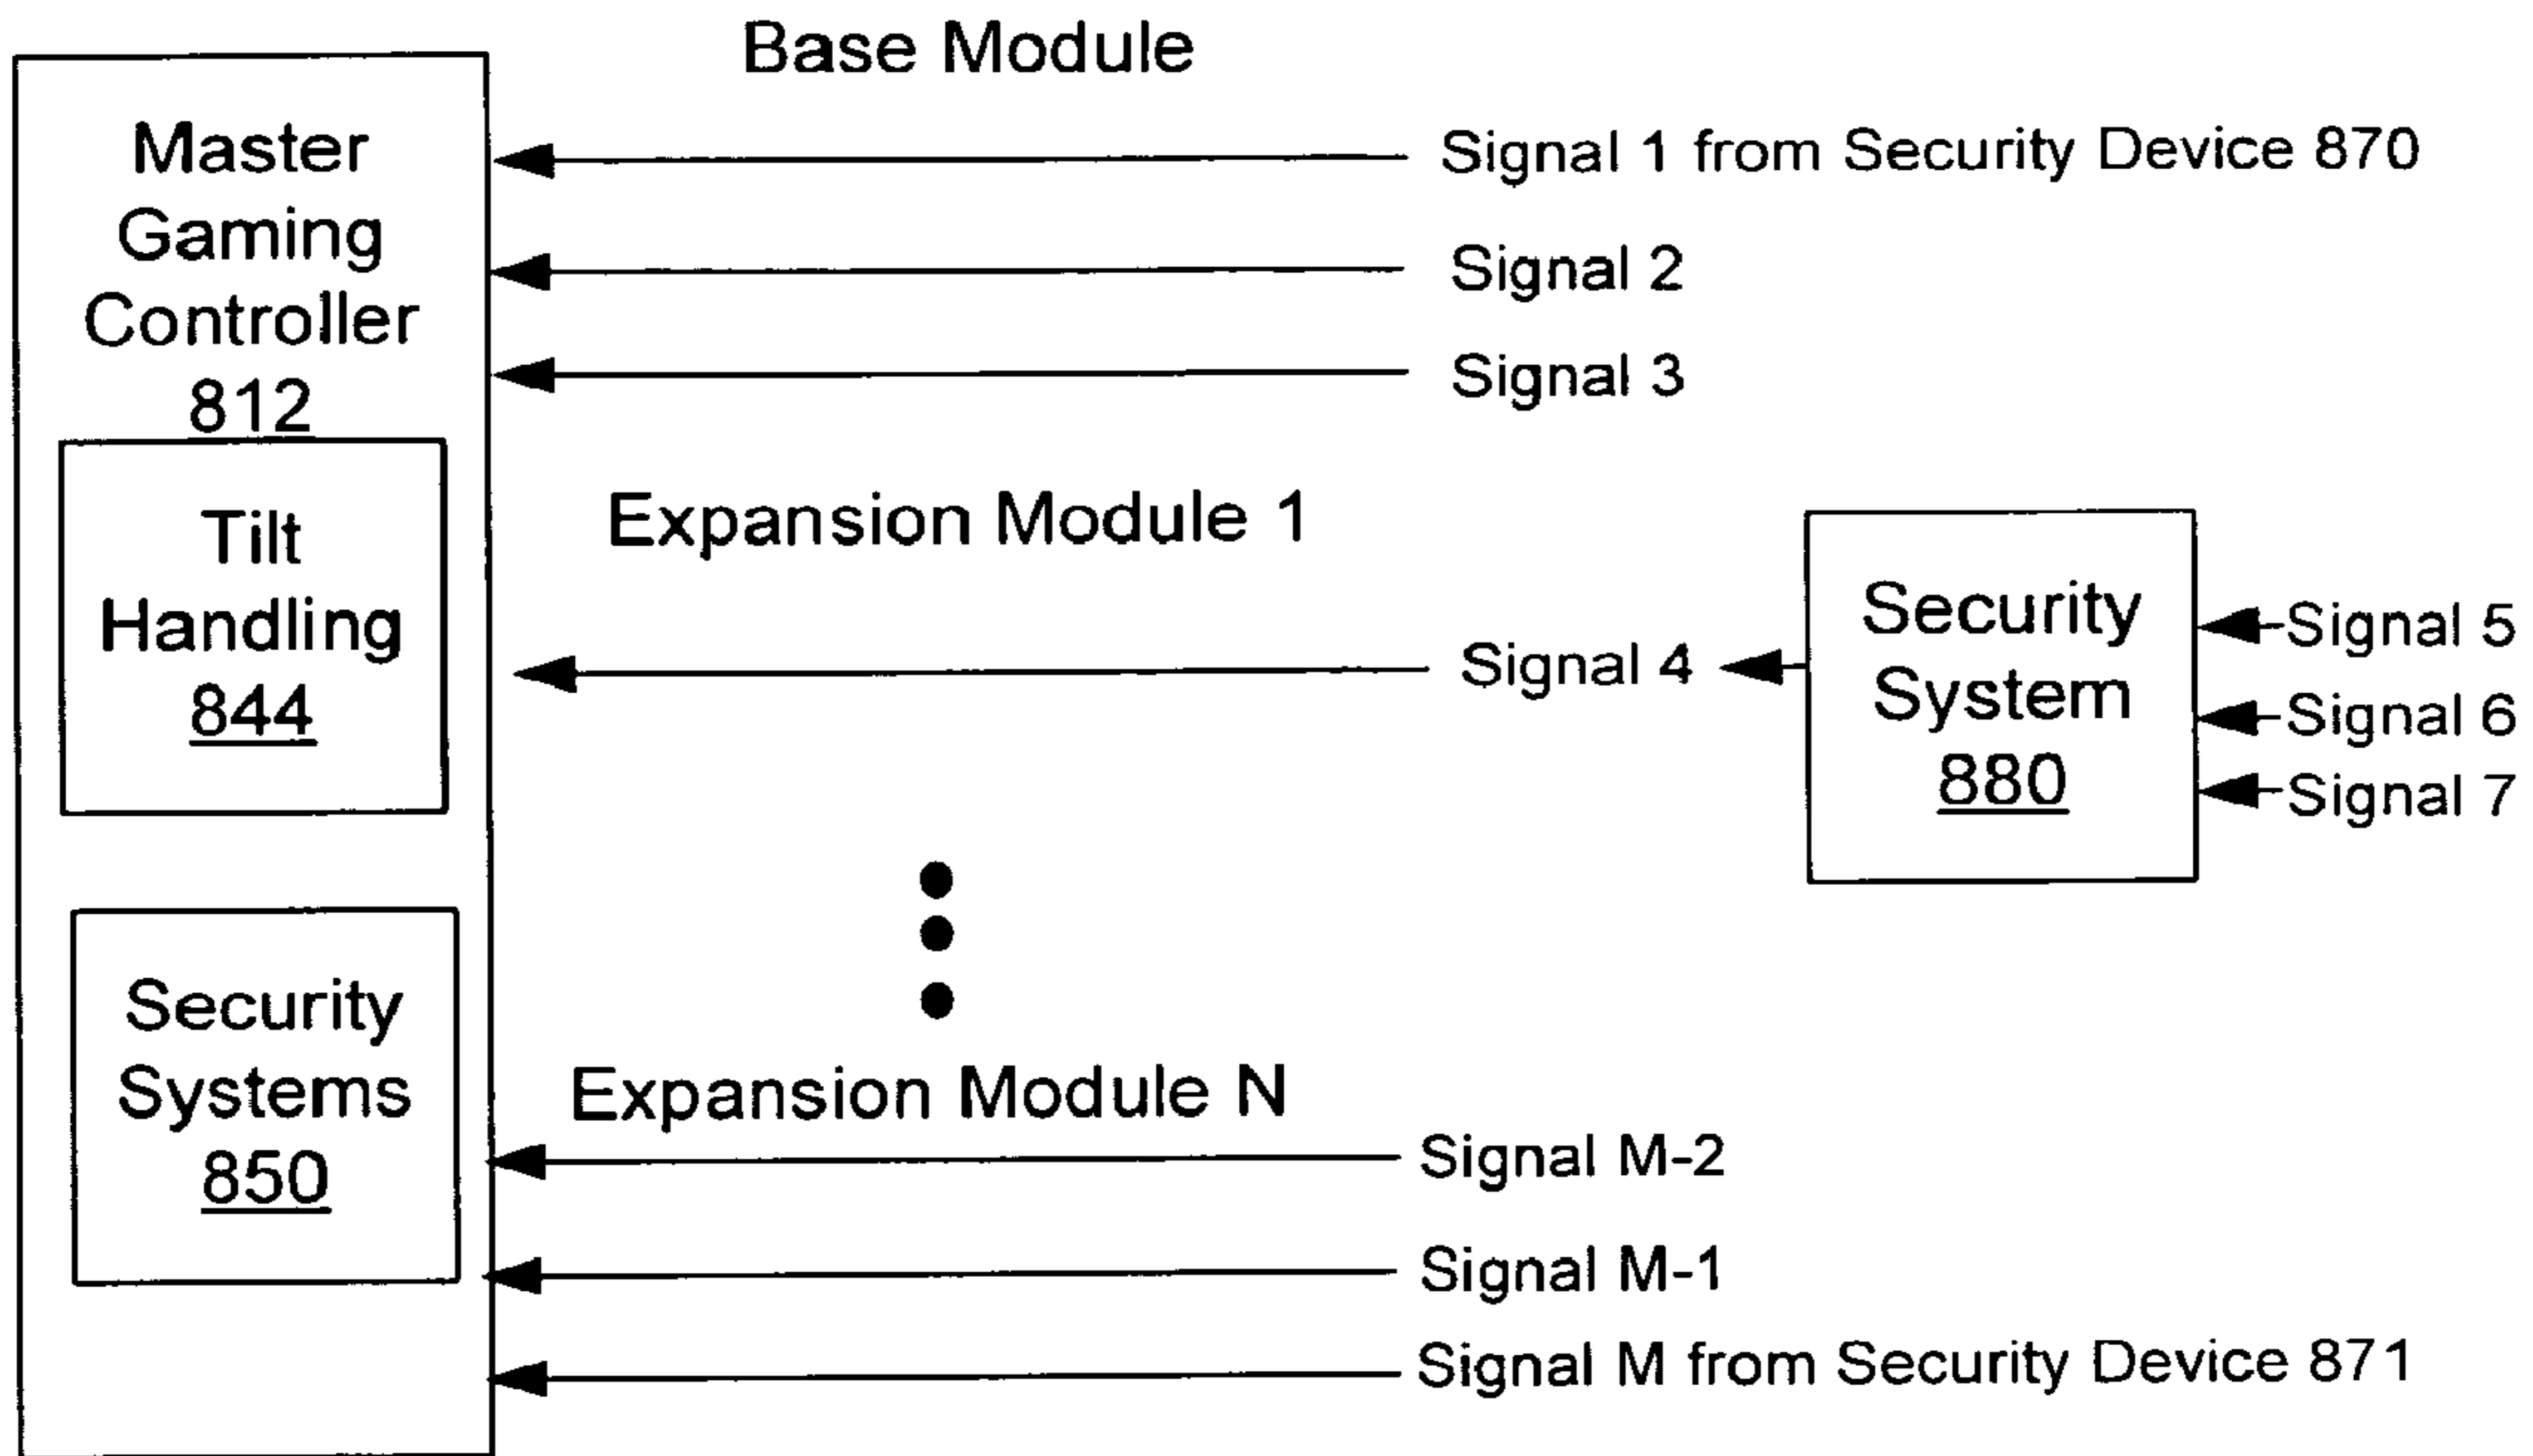 Base Module
Master
Gaming
Controller
812
Signal 1 from Security Device 870
Signal 2
Signal 3
Tilt
Handling
844
Expansion Module 1
Signal 4
Security
System
880
Signal 5
Signal 6
Signal 7
Security
Systems
850
Expansion Module N
Signal M-2
Signal M-1
Signal M from Security Device 871